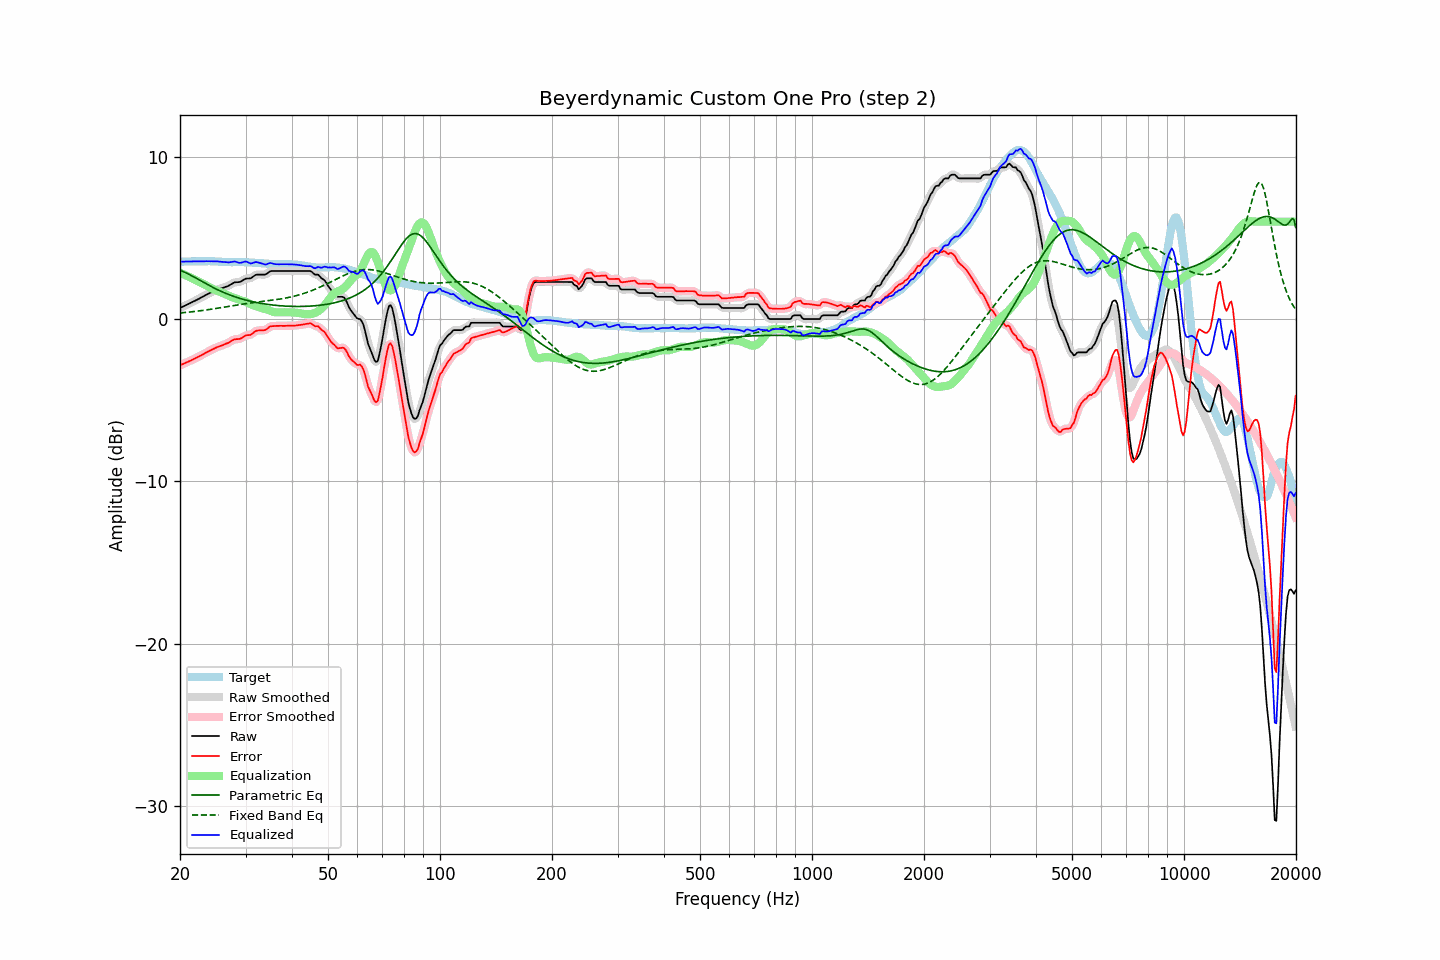 Beyerdynamic Custom One Pro (step 2)
10
0
−10
−20
−30
Amplitude (dBr)
Target
Raw Smoothed
Error Smoothed
Raw
Error
Equalization
Parametric Eq
Fixed Band Eq
Equalized
20 50 100 200 500 1000 2000 5000 10000 20000
Frequency (Hz)